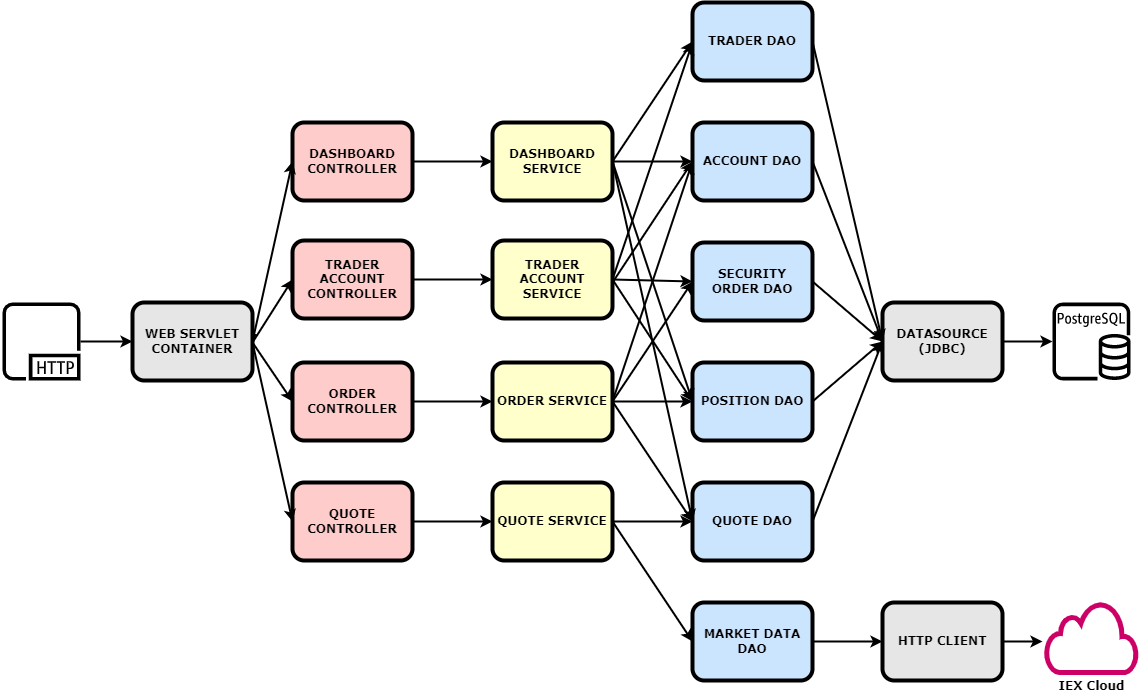 TRADER DAO
DASHBOARD
CONTROLLER
DASHBOARD
SERVICE
ACCOUNT DAO
TRADER
ACCOUNT
CONTROLLER
TRADER
ACCOUNT
SERVICE
SECURITY
ORDER DAO
HTTP
WEB SERVLET
CONTAINER
DATASOURCE
(JDBC)
PostgreSQL
ORDER
CONTROLLER
ORDER SERVICE
POSITION DAO
QUOTE
CONTROLLER
QUOTE SERVICE
QUOTE DAO
MARKET DATA
DAO
HTTP CLIENT
IEX Cloud